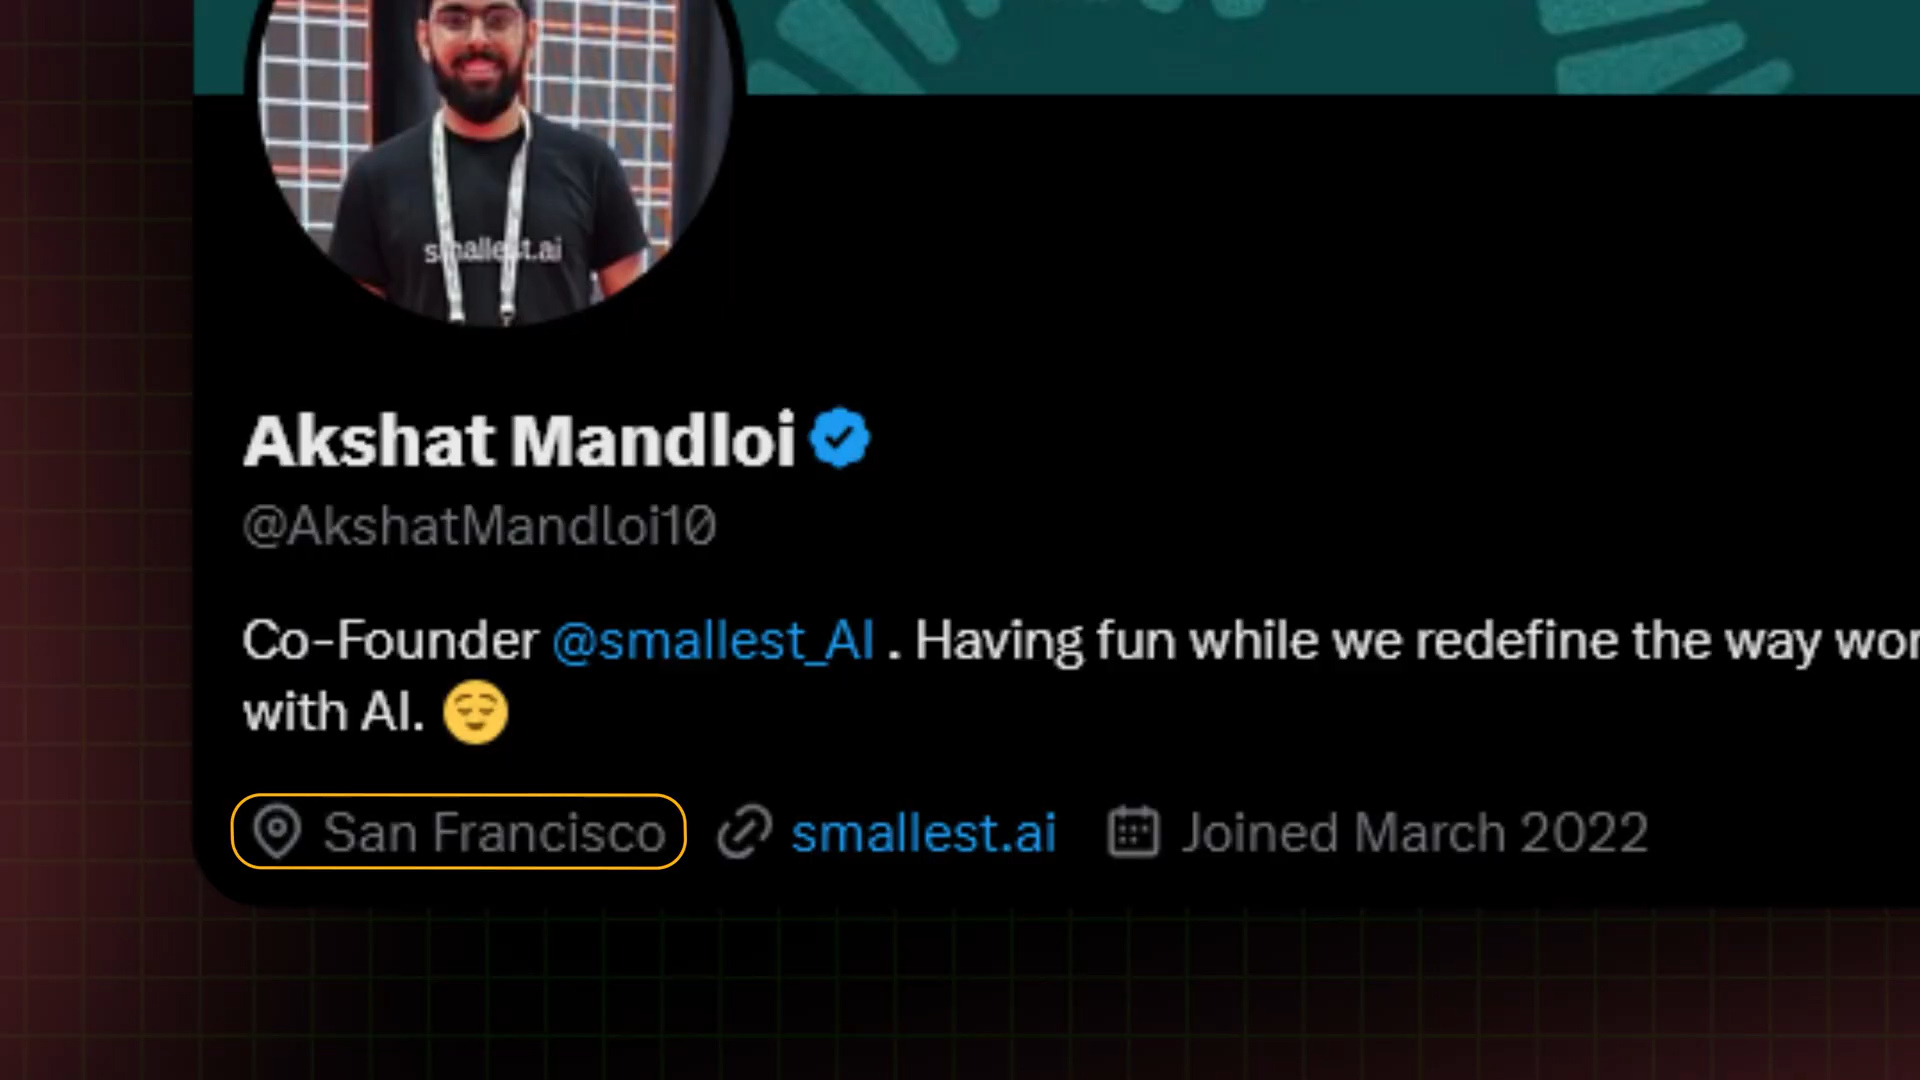 smallest.ai
Akshat Mandloi
@AkshatMandloi10
Co-Founder @smallest_AI . Having fun while we redefine the way
with AI. 😌
San Francisco smallest.ai Joined March 2022